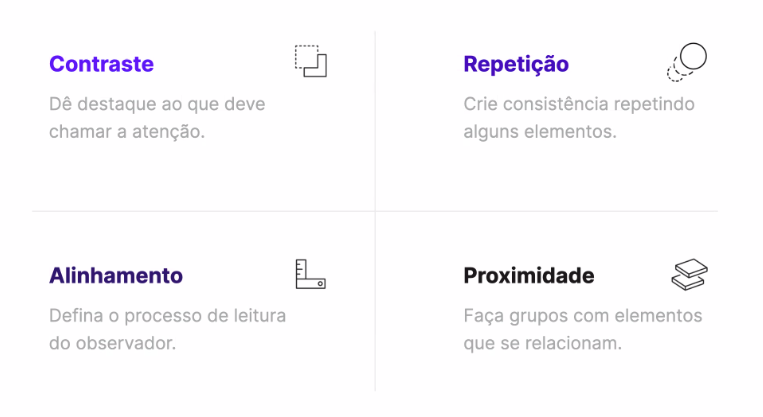 Contraste
Dê destaque ao que deve
chamar a atenção.
Repetição
Crie consistência repetindo
alguns elementos.
Alinhamento
Defina o processo de leitura
do observador.
Proximidade
Faça grupos com elementos
que se relacionam.